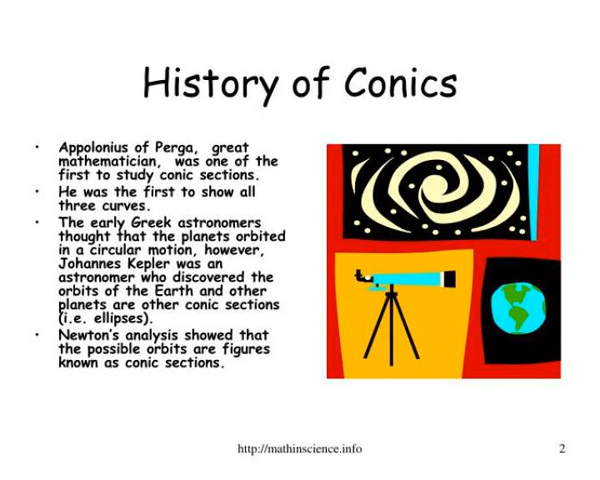 History of Conics
• Appolonius of Perga, great
mathematician, was one of the
first to study conic sections.
• He was the first to show all
three curves.
• The early Greek astronomers
thought that the planets orbited
in a circular motion, however,
Johannes Kepler was an
astronomer who discovered the
orbits of the Earth and other
planets are other conic sections
(i.e. ellipses).
• Newton's analysis showed that
the possible orbits are figures
known as conic sections.
http://mathinscience.info
2